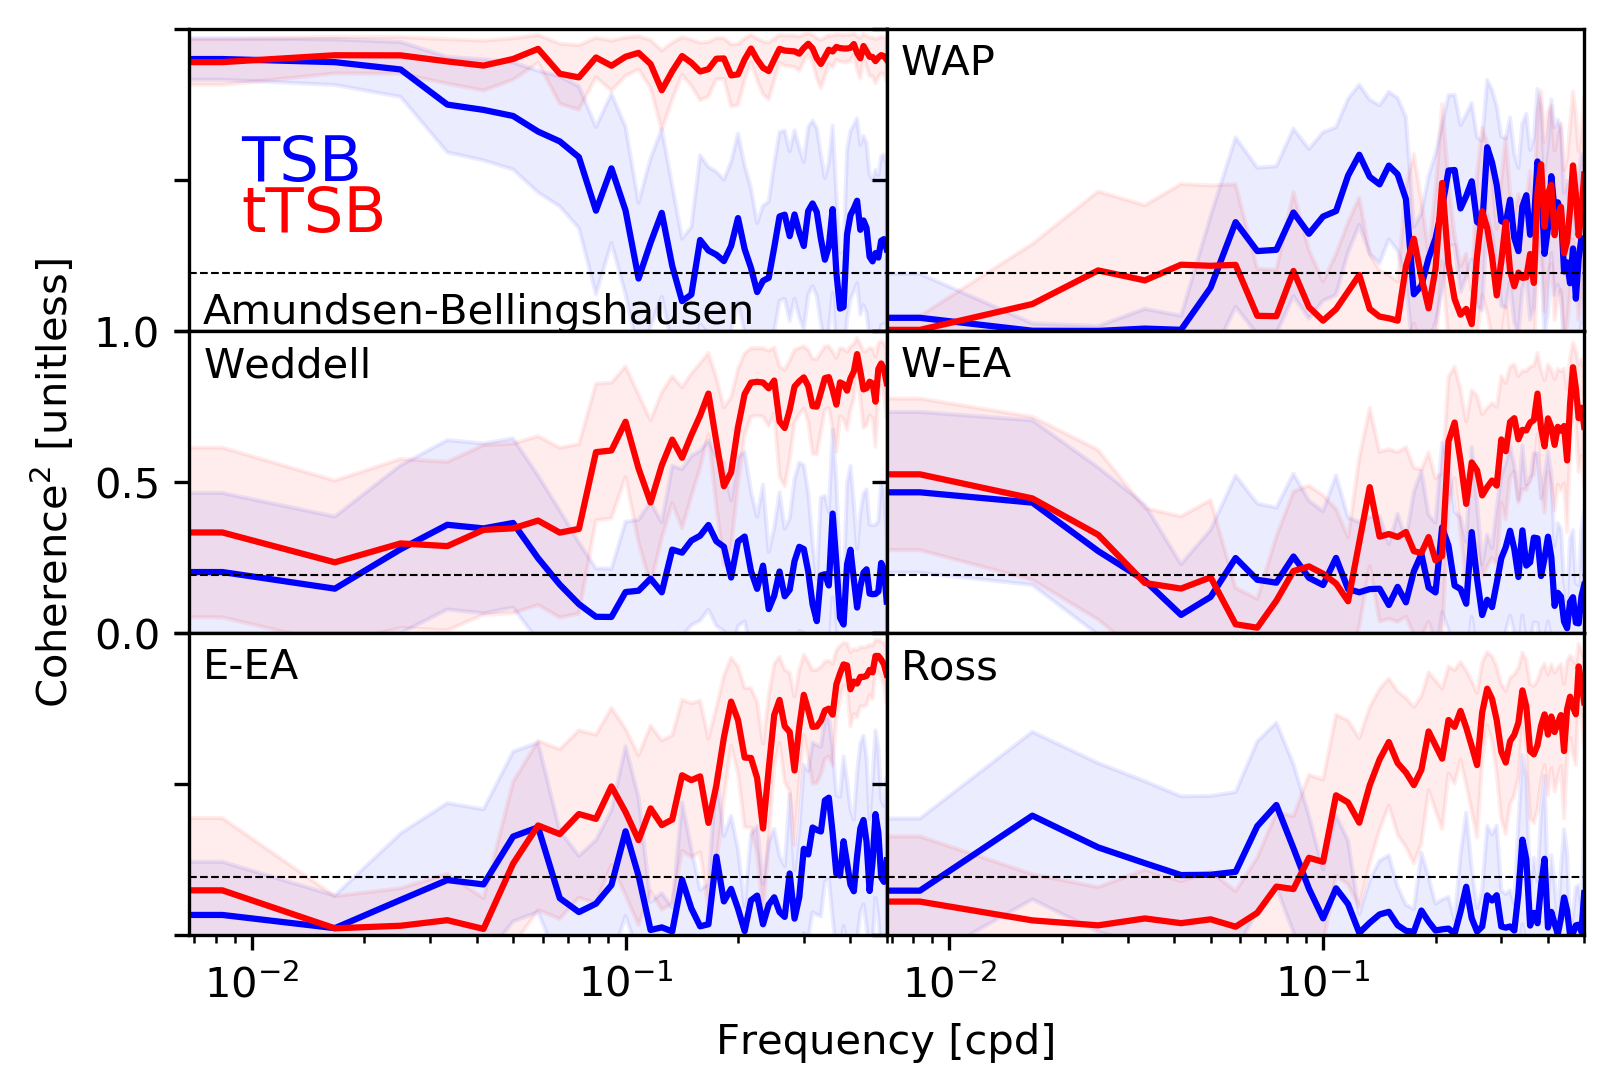 WAP
TSB
tTSB
Amundsen-Bellingshausen
1.0
Weddell
W-EA
0.5
Coherence² [unitless]
0.0
E-EA
Ross
10⁻² 10⁻¹ 10⁻² 10⁻¹
Frequency [cpd]